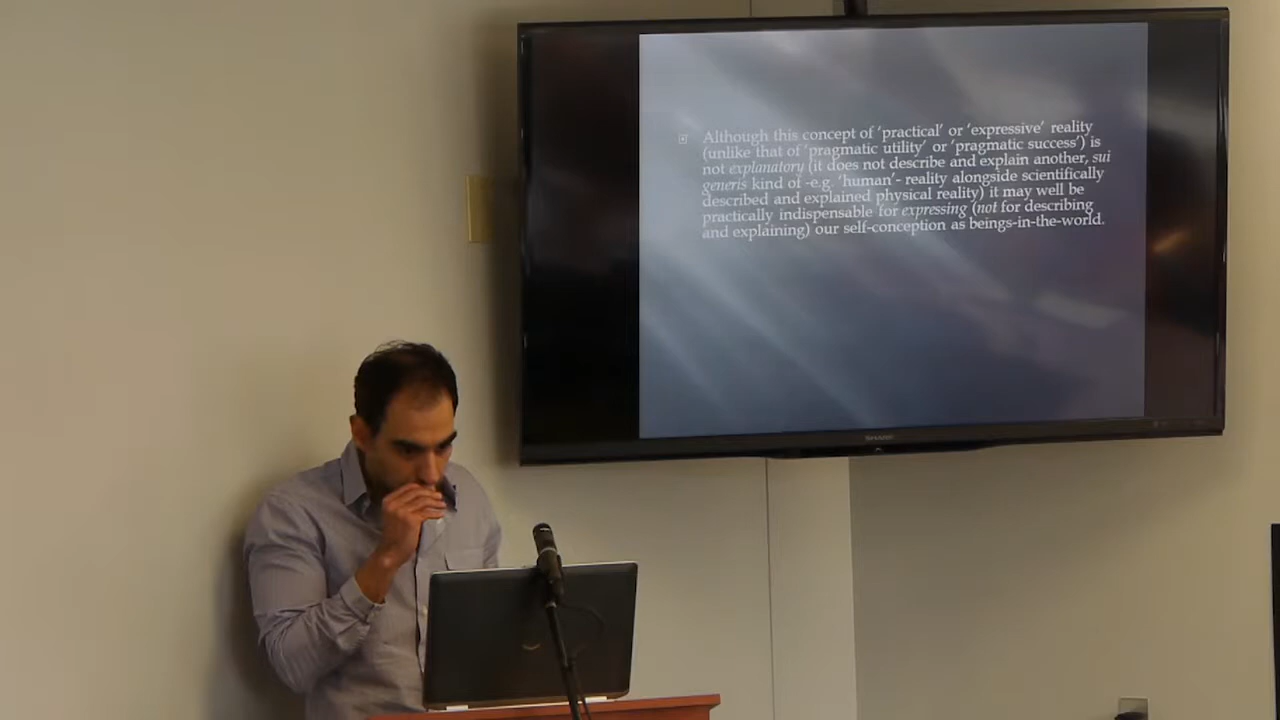 Although this concept of 'practical' or 'expressive' reality
(unlike that of 'pragmatic utility' or 'pragmatic success') is
not explanatory (it does not describe and explain another, sui
generis kind of -e.g. 'human'- reality alongside scientifically
described and explained physical reality) it may well be
practically indispensable for expressing (not for describing
and explaining) our self-conception as beings-in-the-world.
SHARP